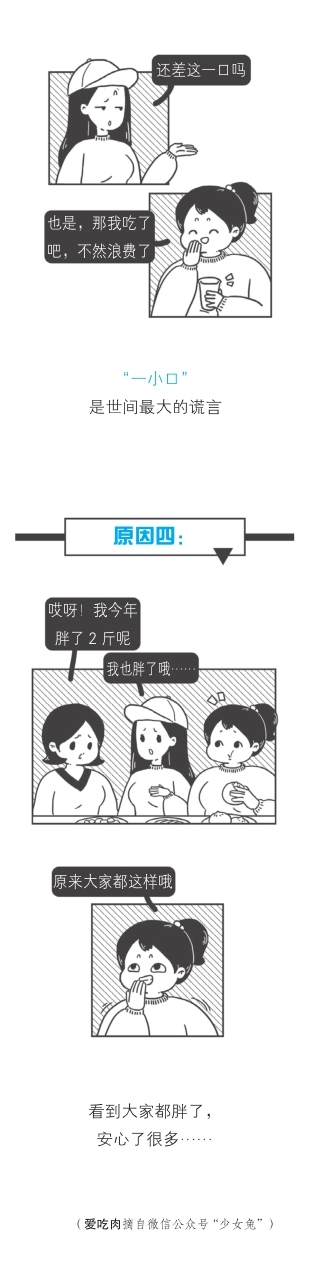 还差这一口吗
也是，那我吃了
吧，不然浪费了
“一小口”
是世间最大的谎言
原因四：
哎呀！我今年
胖了 2 斤呢
我也胖了哦……
原来大家都这样哦
看到大家都胖了，
安心了很多……
（爱吃肉摘自微信公众号“少女兔”）